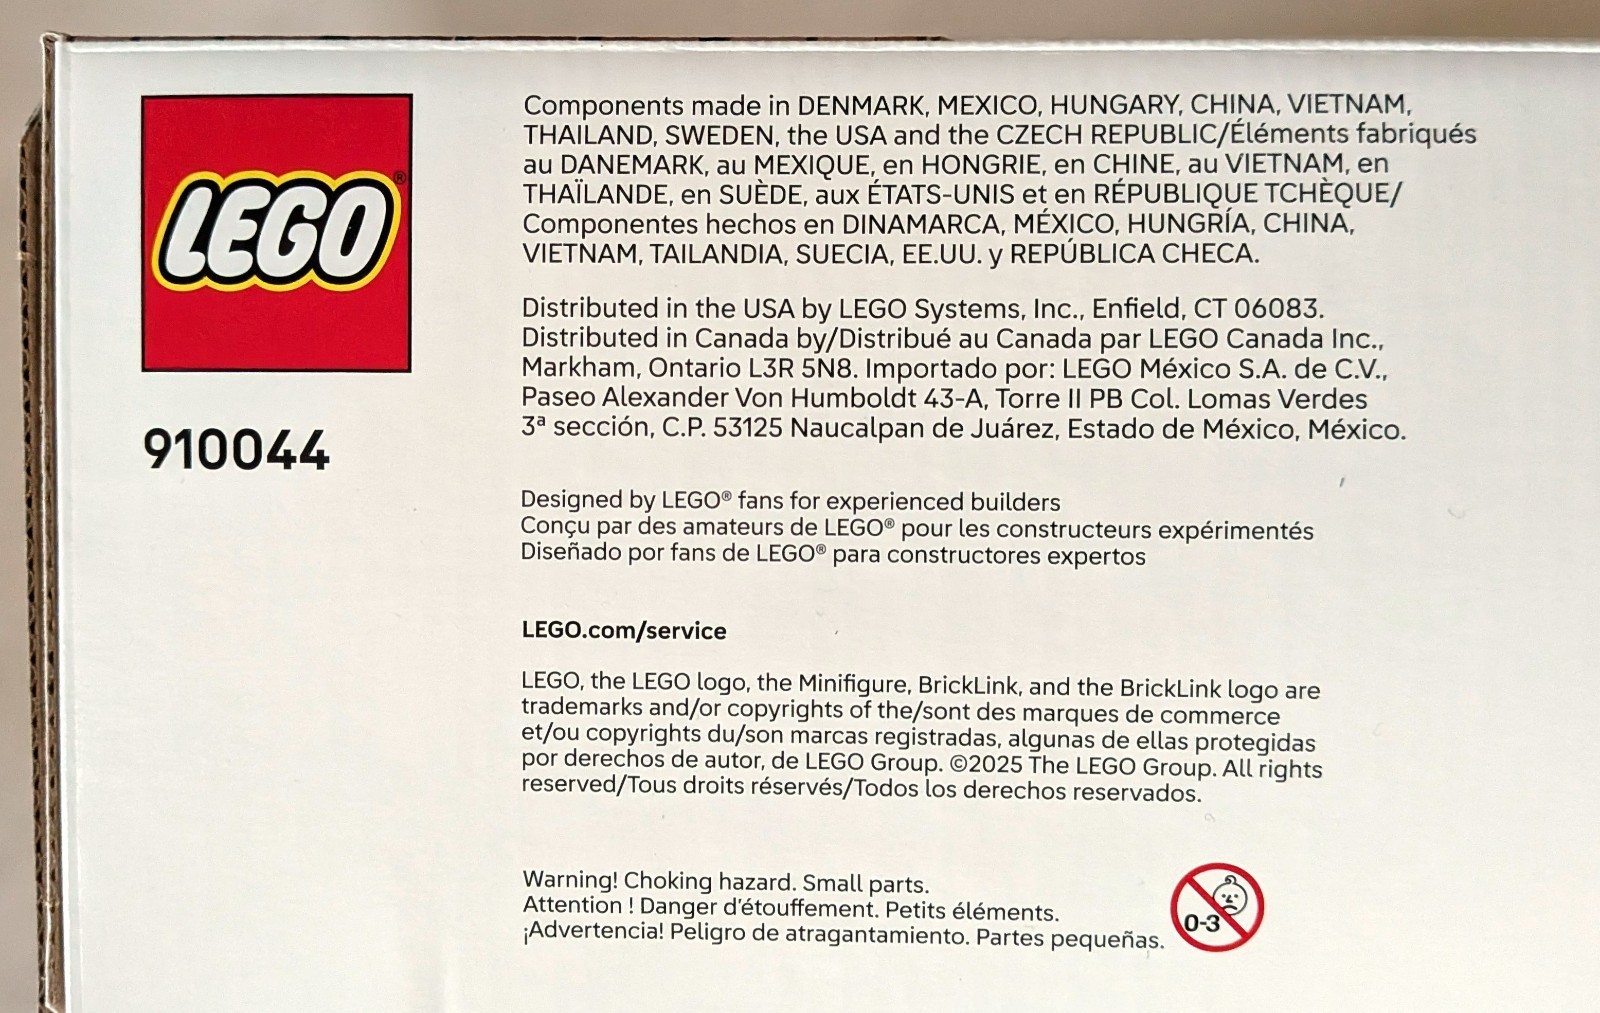 LEGO®
910044
Components made in DENMARK, MEXICO, HUNGARY, CHINA, VIETNAM,
THAILAND, SWEDEN, the USA and the CZECH REPUBLIC/Éléments fabriqués
au DANEMARK, au MEXIQUE, en HONGRIE, en CHINE, au VIETNAM, en
THAÏLANDE, en SUÈDE, aux ÉTATS-UNIS et en RÉPUBLIQUE TCHÈQUE/
Componentes hechos en DINAMARCA, MÉXICO, HUNGRÍA, CHINA,
VIETNAM, TAILANDIA, SUECIA, EE.UU. y REPÚBLICA CHECA.
Distributed in the USA by LEGO Systems, Inc., Enfield, CT 06083.
Distributed in Canada by/Distribué au Canada par LEGO Canada Inc.,
Markham, Ontario L3R 5N8. Importado por: LEGO México S.A. de C.V.,
Paseo Alexander Von Humboldt 43-A, Torre II PB Col. Lomas Verdes
3ª sección, C.P. 53125 Naucalpan de Juárez, Estado de México, México.
Designed by LEGO® fans for experienced builders
Conçu par des amateurs de LEGO® pour les constructeurs expérimentés
Diseñado por fans de LEGO® para constructores expertos
LEGO.com/service
LEGO, the LEGO logo, the Minifigure, BrickLink, and the BrickLink logo are
trademarks and/or copyrights of the/sont des marques de commerce
et/ou copyrights du/son marcas registradas, algunas de ellas protegidas
por derechos de autor, de LEGO Group. ©2025 The LEGO Group. All rights
reserved/Tous droits réservés/Todos los derechos reservados.
Warning! Choking hazard. Small parts.
Attention ! Danger d'étouffement. Petits éléments.
¡Advertencia! Peligro de atragantamiento. Partes pequeñas.
0-3